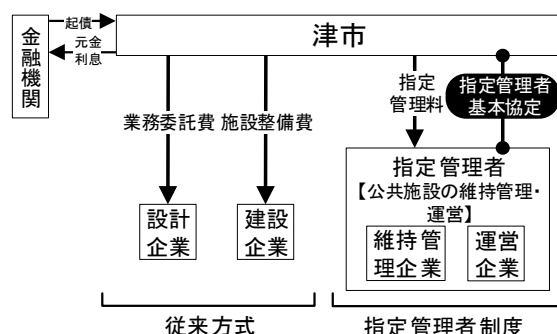 起債
元金
利息
金融機関
津市
業務委託費
施設整備費
指定
管理料
指定管理者
基本協定
指定管理者
【公共施設の維持管理・
運営】
設計
企業
建設
企業
維持管
理企業
運営
企業
従来方式
指定管理者制度